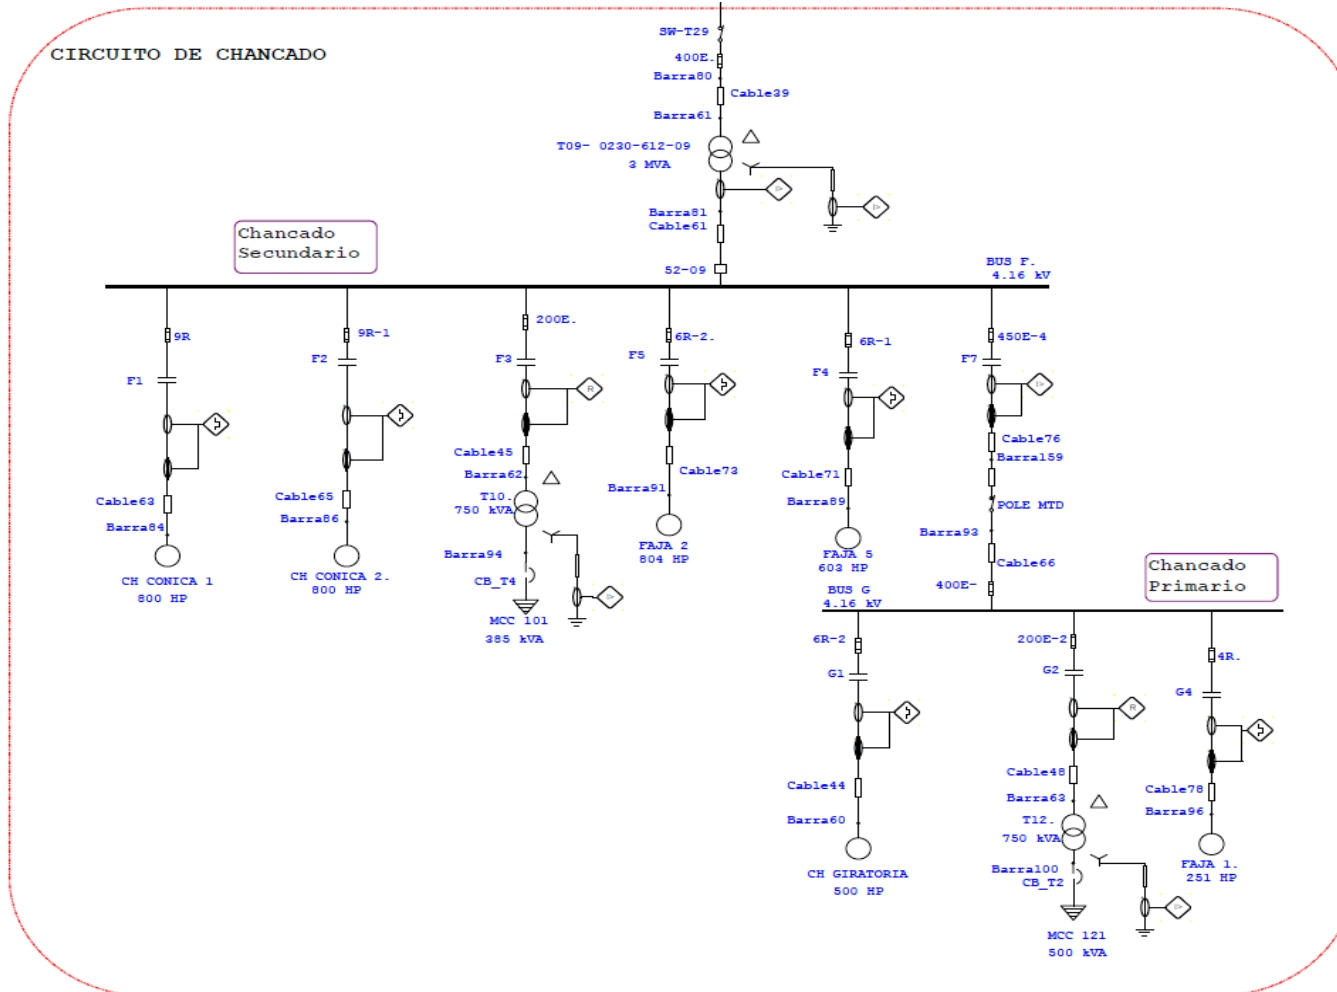 CIRCUITO DE CHANCADO
SW-T29
400E.
Barra80
Cable39
Barra61
T09- 0230-612-09
3 MVA
Barra81
Cable61
52-09
Chancado
Secundario
BUS F.
4.16 kV
9R
F1
Cable63
Barra84
CH CONICA 1
800 HP
9R-1
F2
Cable65
Barra86
CH CONICA 2.
800 HP
200E.
F3
R
Cable45
Barra62
T10.
750 kVA
Barra94
CB_T4
I>
MCC 101
385 kVA
6R-2.
F5
Cable73
Barra91
FAJA 2
804 HP
6R-1
F4
Cable71
Barra89
FAJA 5
603 HP
450E-4
F7
I>
Cable76
Barra159
POLE MTD
Barra93
Cable66
400E-
Chancado
Primario
BUS G
4.16 kV
6R-2
G1
Cable44
Barra60
CH GIRATORIA
500 HP
200E-2
G2
R
Cable48
Barra63
T12.
750 kVA
Barra100
CB_T2
MCC 121
500 kVA
4R.
G4
Cable78
Barra96
FAJA 1.
251 HP